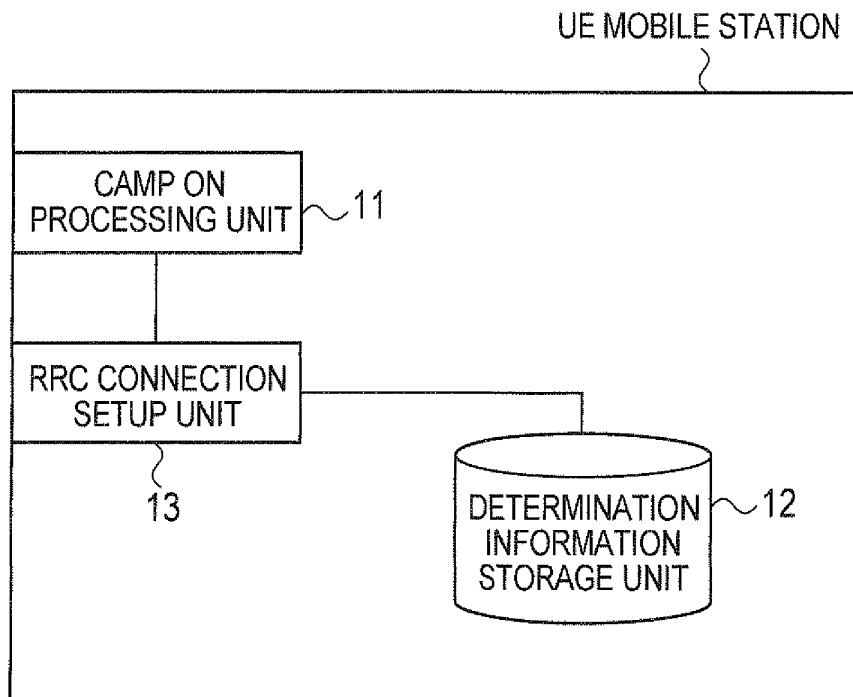 UE MOBILE STATION
CAMP ON
PROCESSING UNIT
11
RRC CONNECTION
SETUP UNIT
13
DETERMINATION
INFORMATION
STORAGE UNIT
12